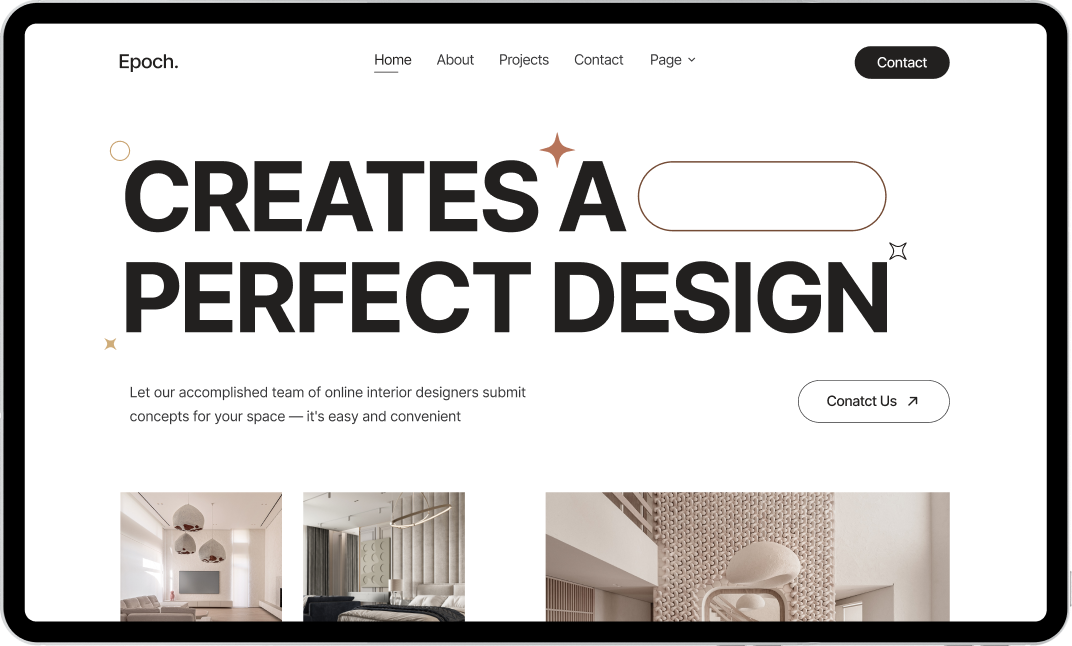 Epoch.
Home About Projects Contact Page
Contact
CREATES A
PERFECT DESIGN
Let our accomplished team of online interior designers submit
concepts for your space — it's easy and convenient
Conatct Us